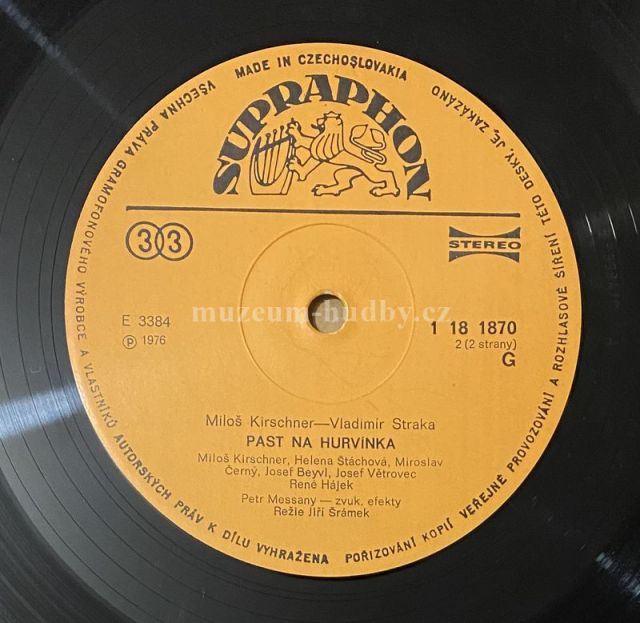 MADE IN CZECHOSLOVAKIA
SUPRAPHON
33
STEREO
muzeum-hudby.cz
E 3384
℗ 1976
1 18 1870
2 (2 strany)
G
Miloš Kirschner—Vladimír Straka
PAST NA HURVÍNKA
Miloš Kirschner, Helena Štáchová, Miroslav
Černý, Josef Beyvl, Josef Větrovec
René Hájek
Petr Messany — zvuk. efekty
Režie Jiří Šrámek
VŠECHNA PRÁVA GRAMOFONOVÉHO VÝROBCE A VLASTNÍKŮ AUTORSKÝCH PRÁV K DÍLU VYHRAŽENA
POŘIZOVÁNÍ KOPIÍ VEŘEJNÉ PROVOZOVÁNÍ A ROZHLASOVÉ ŠÍŘENÍ TÉTO DESKY JE ZAKÁZÁNO